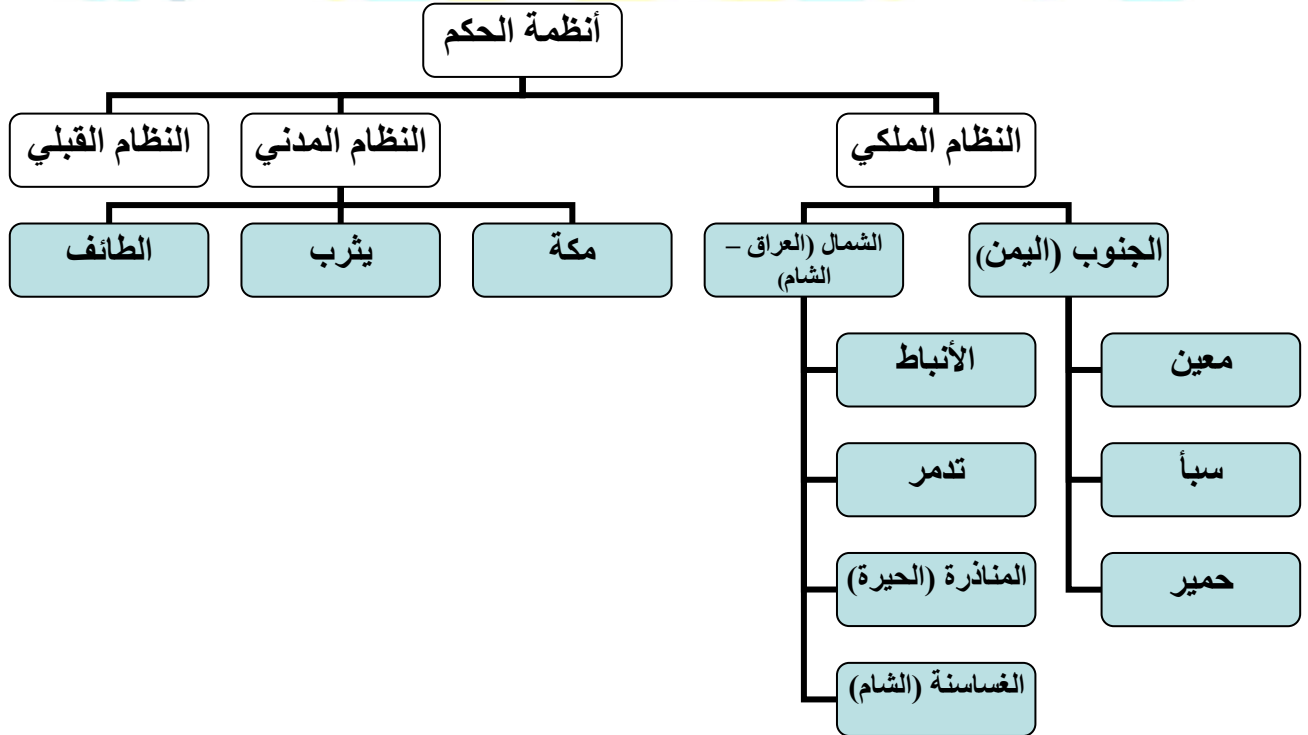 أنظمة الحكم
النظام الملكي
النظام المدني
النظام القبلي
الجنوب (اليمن)
الشمال (العراق –
الشام)
مكة
يثرب
الطائف
معين
سبأ
حمير
الأنباط
تدمر
المناذرة (الحيرة)
الغساسنة (الشام)